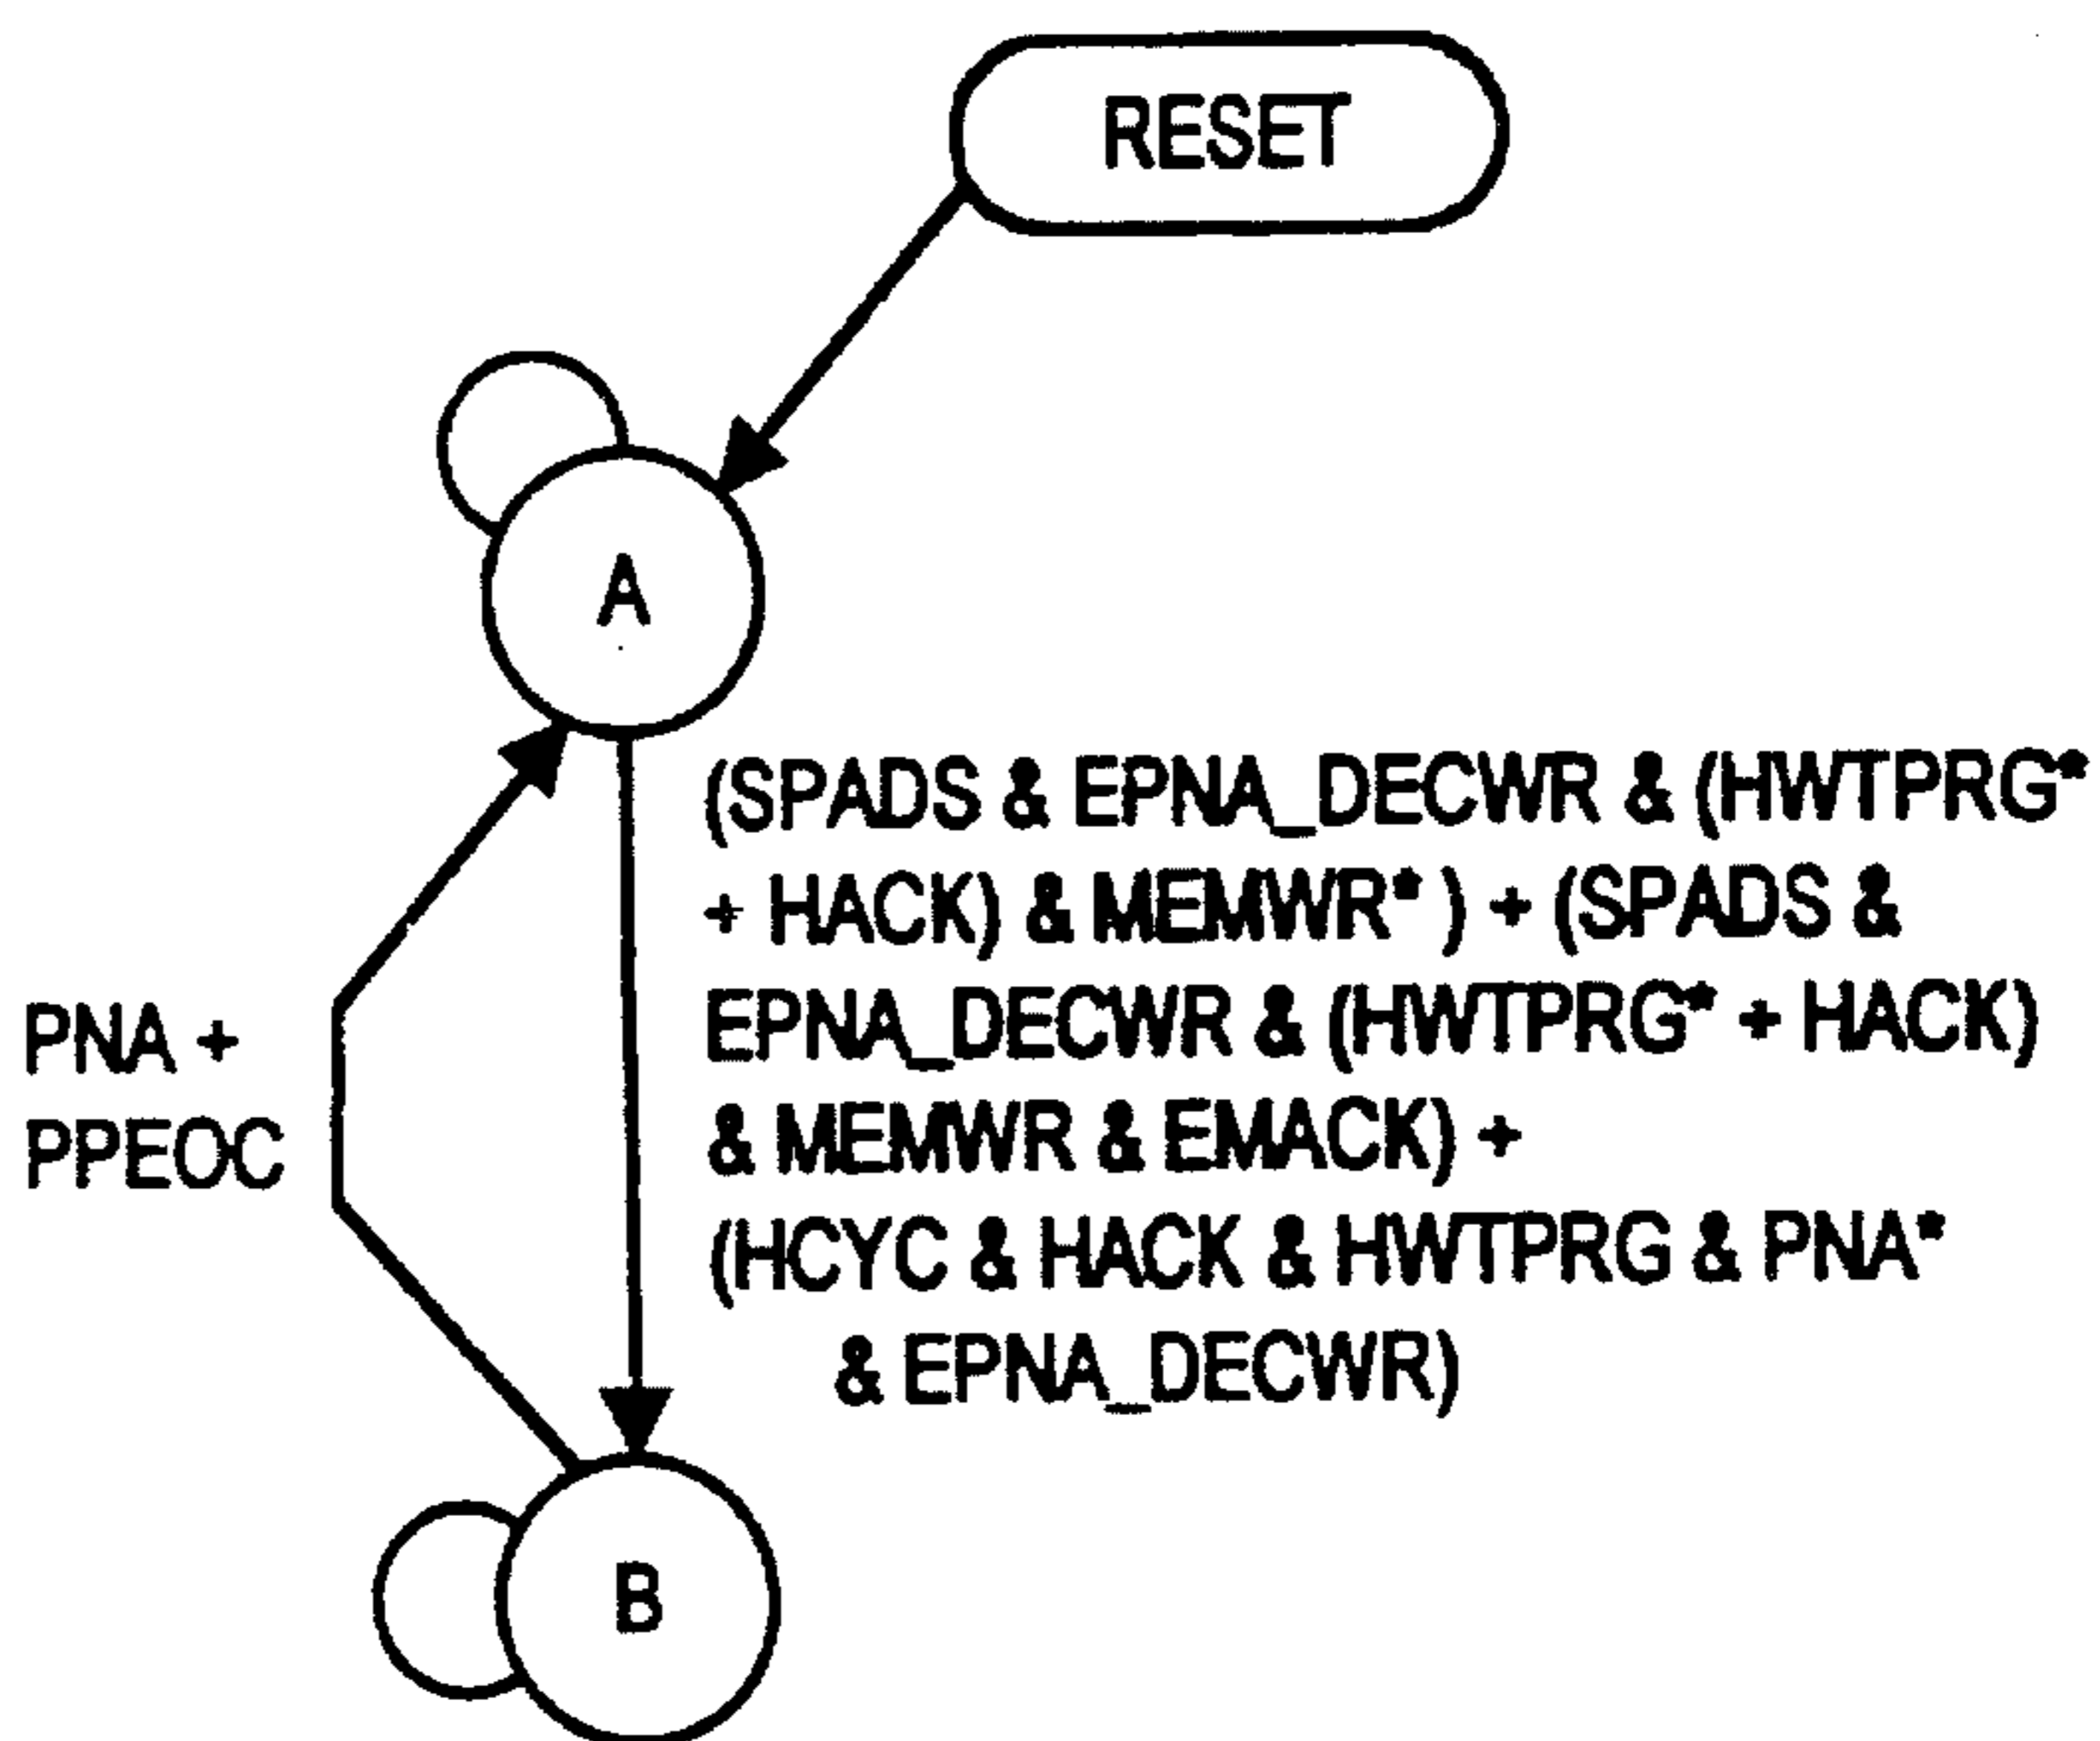 RESET
A
(SPADS & EPNA_DECWR & (HWTPRG*
+ HACK) & MEMWR* ) + (SPADS &
EPNA_DECWR & (HWTPRG* + HACK)
& MEMWR & EMACK) +
(HCYC & HACK & HWTPRG & PNA*
& EPNA_DECWR)
PNA +
PPEOC
B